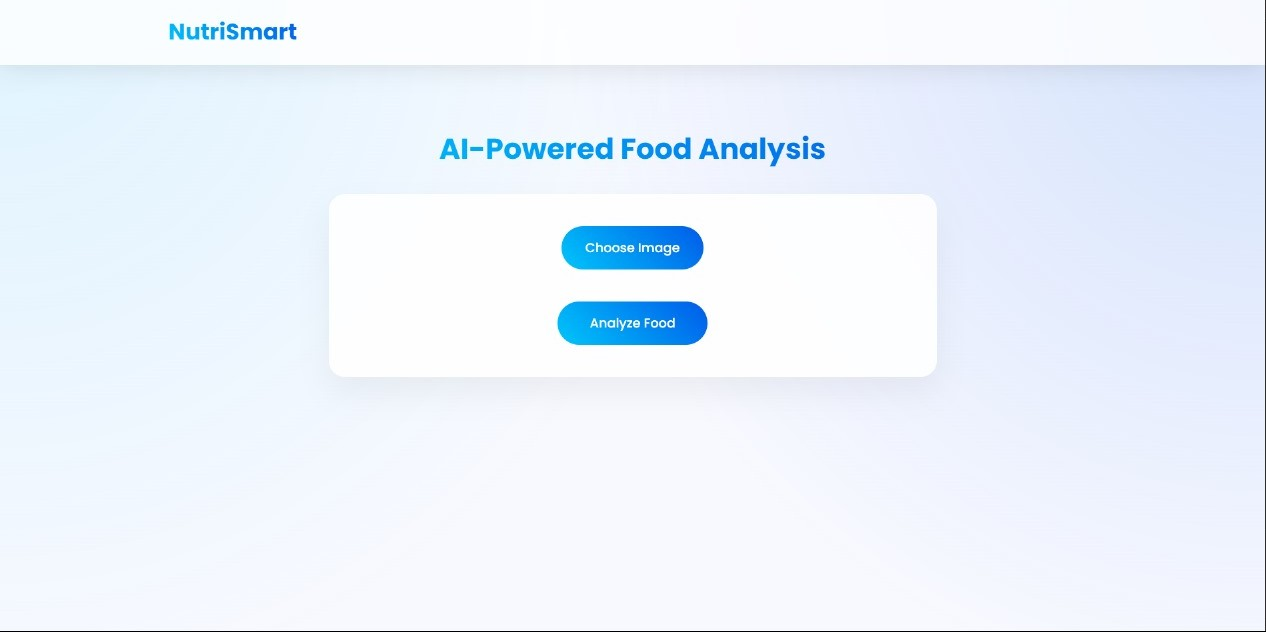 NutriSmart
AI-Powered Food Analysis
Choose Image
Analyze Food